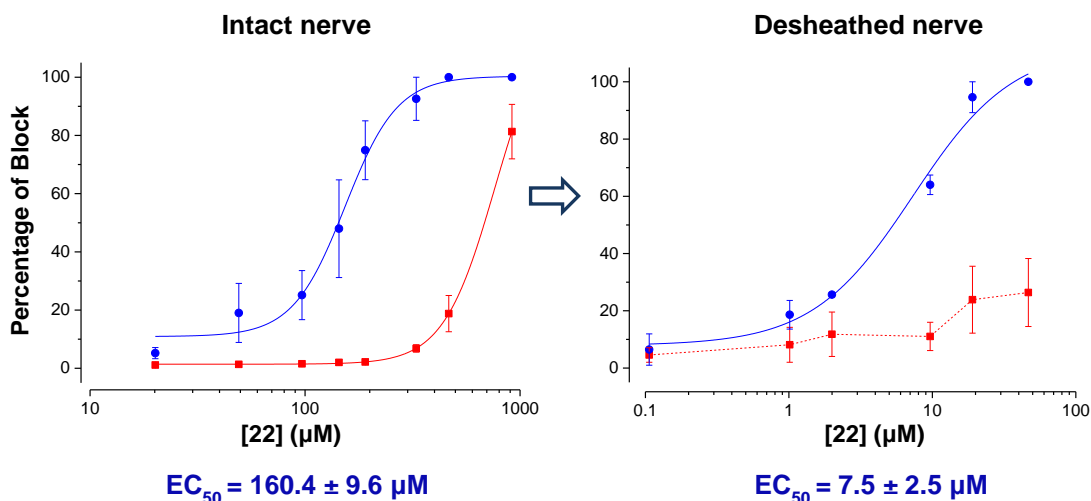 Intact nerve
Percentage of Block
100
80
60
40
20
0
10
100
1000
[22] (µM)
EC50 = 160.4 ± 9.6 µM
Desheathed nerve
100
80
60
40
20
0
0.1
1
10
100
[22] (µM)
EC50 = 7.5 ± 2.5 µM